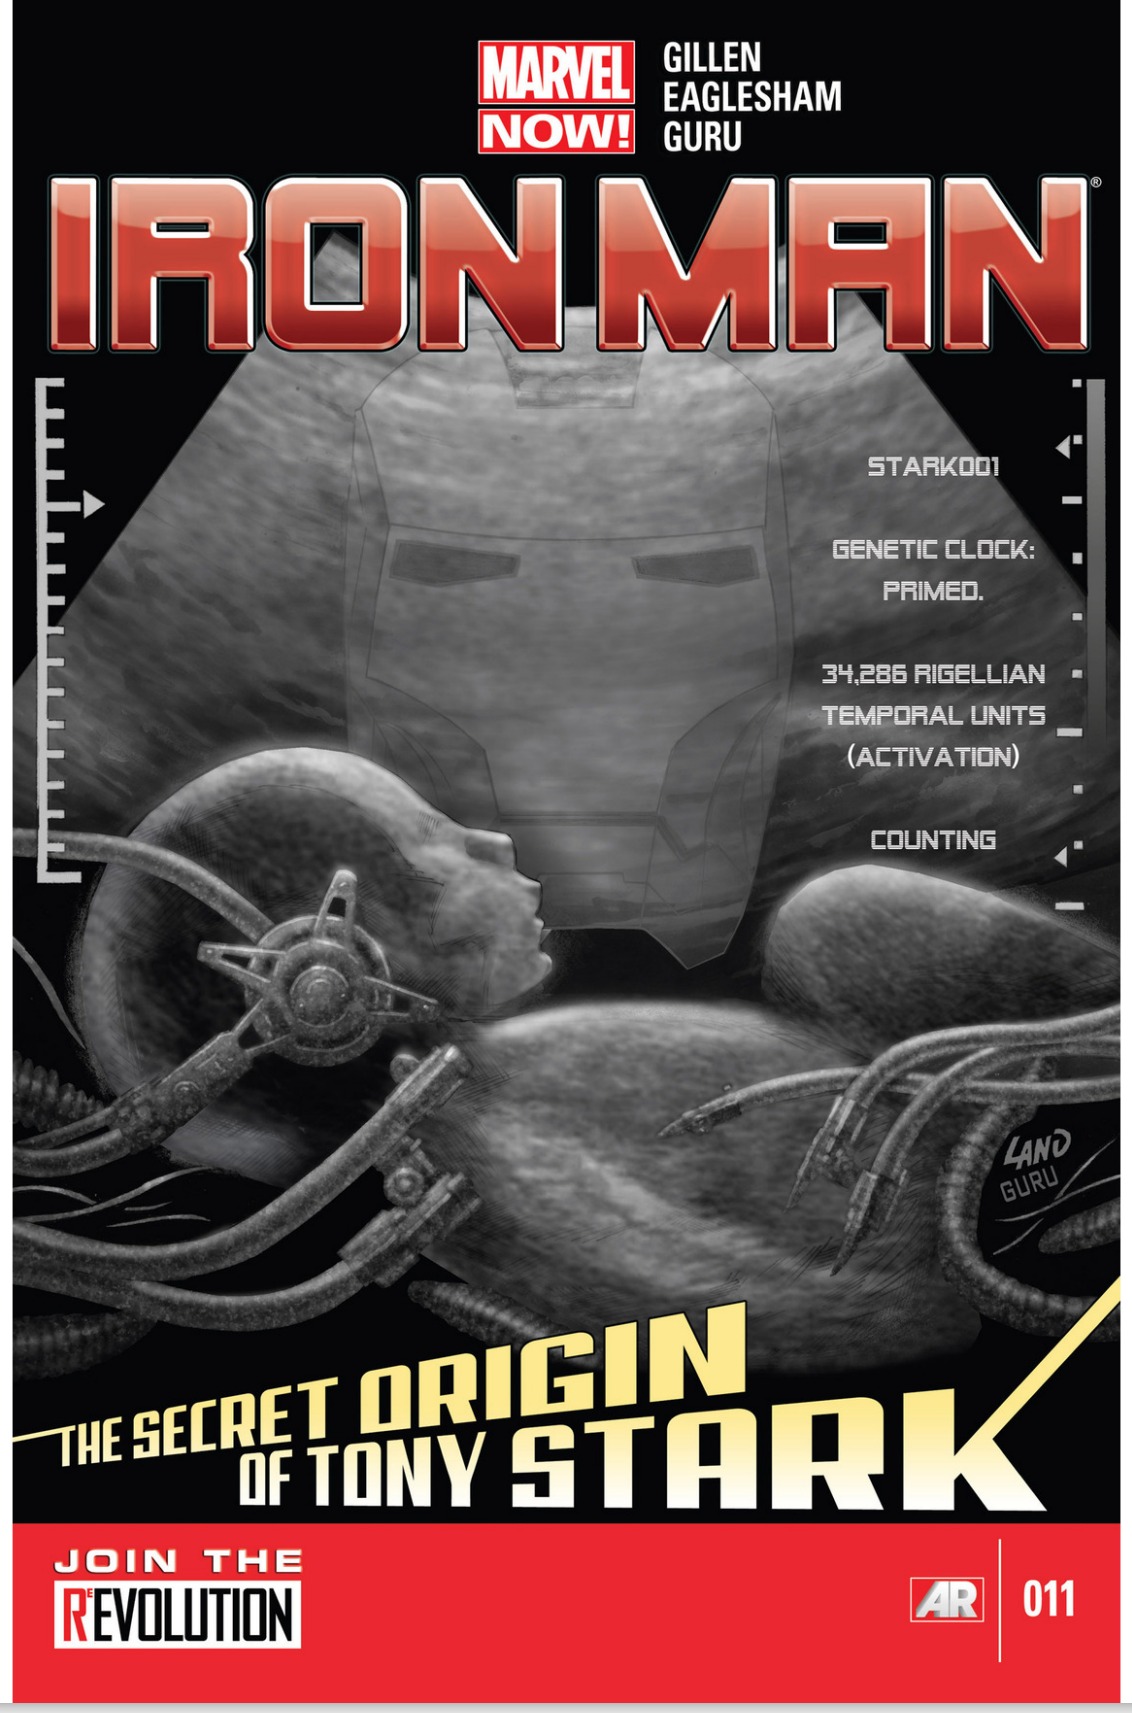 MARVEL
NOW!
GILLEN
EAGLESHAM
GURU
IRON MAN®
STARK001
GENETIC CLOCK:
PRIMED.
34,286 RIGELLIAN
TEMPORAL UNITS
(ACTIVATION)
COUNTING
LAND
GURU
THE SECRET ORIGIN
OF TONY STARK
JOIN THE
REEVOLUTION
AR
011